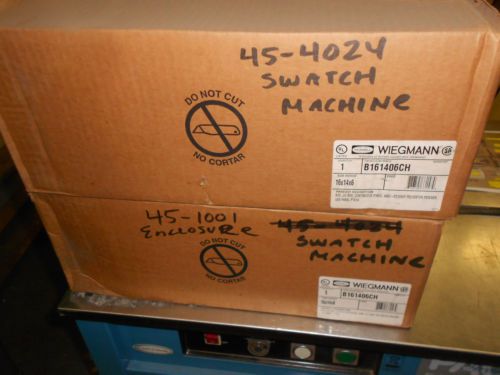 45-4024
SWATCH
MACHINE
DO NOT CUT
NO CORTAR
WIEGMANN
1
B161406CH
16x14x6
45-1001
ENCLOSURE
45-4024
SWATCH
MACHINE
DO NOT CUT
NO CORTAR
WIEGMANN
1
B161406CH
PA